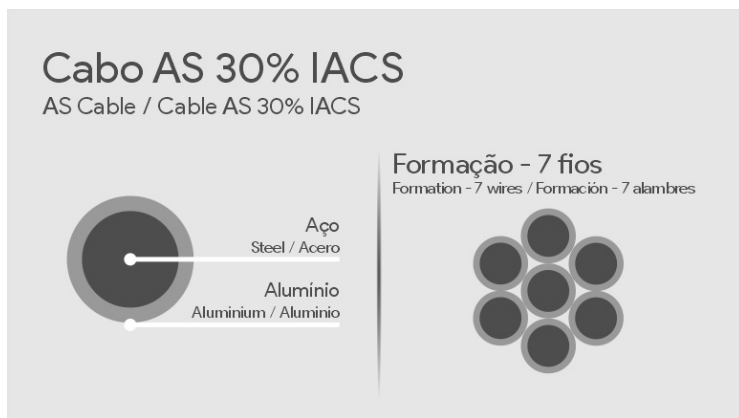 Cabo AS 30% IACS
AS Cable / Cable AS 30% IACS
Aço
Steel / Acero
Alumínio
Aluminium / Aluminio
Formação - 7 fios
Formation - 7 wires / Formación - 7 alambres